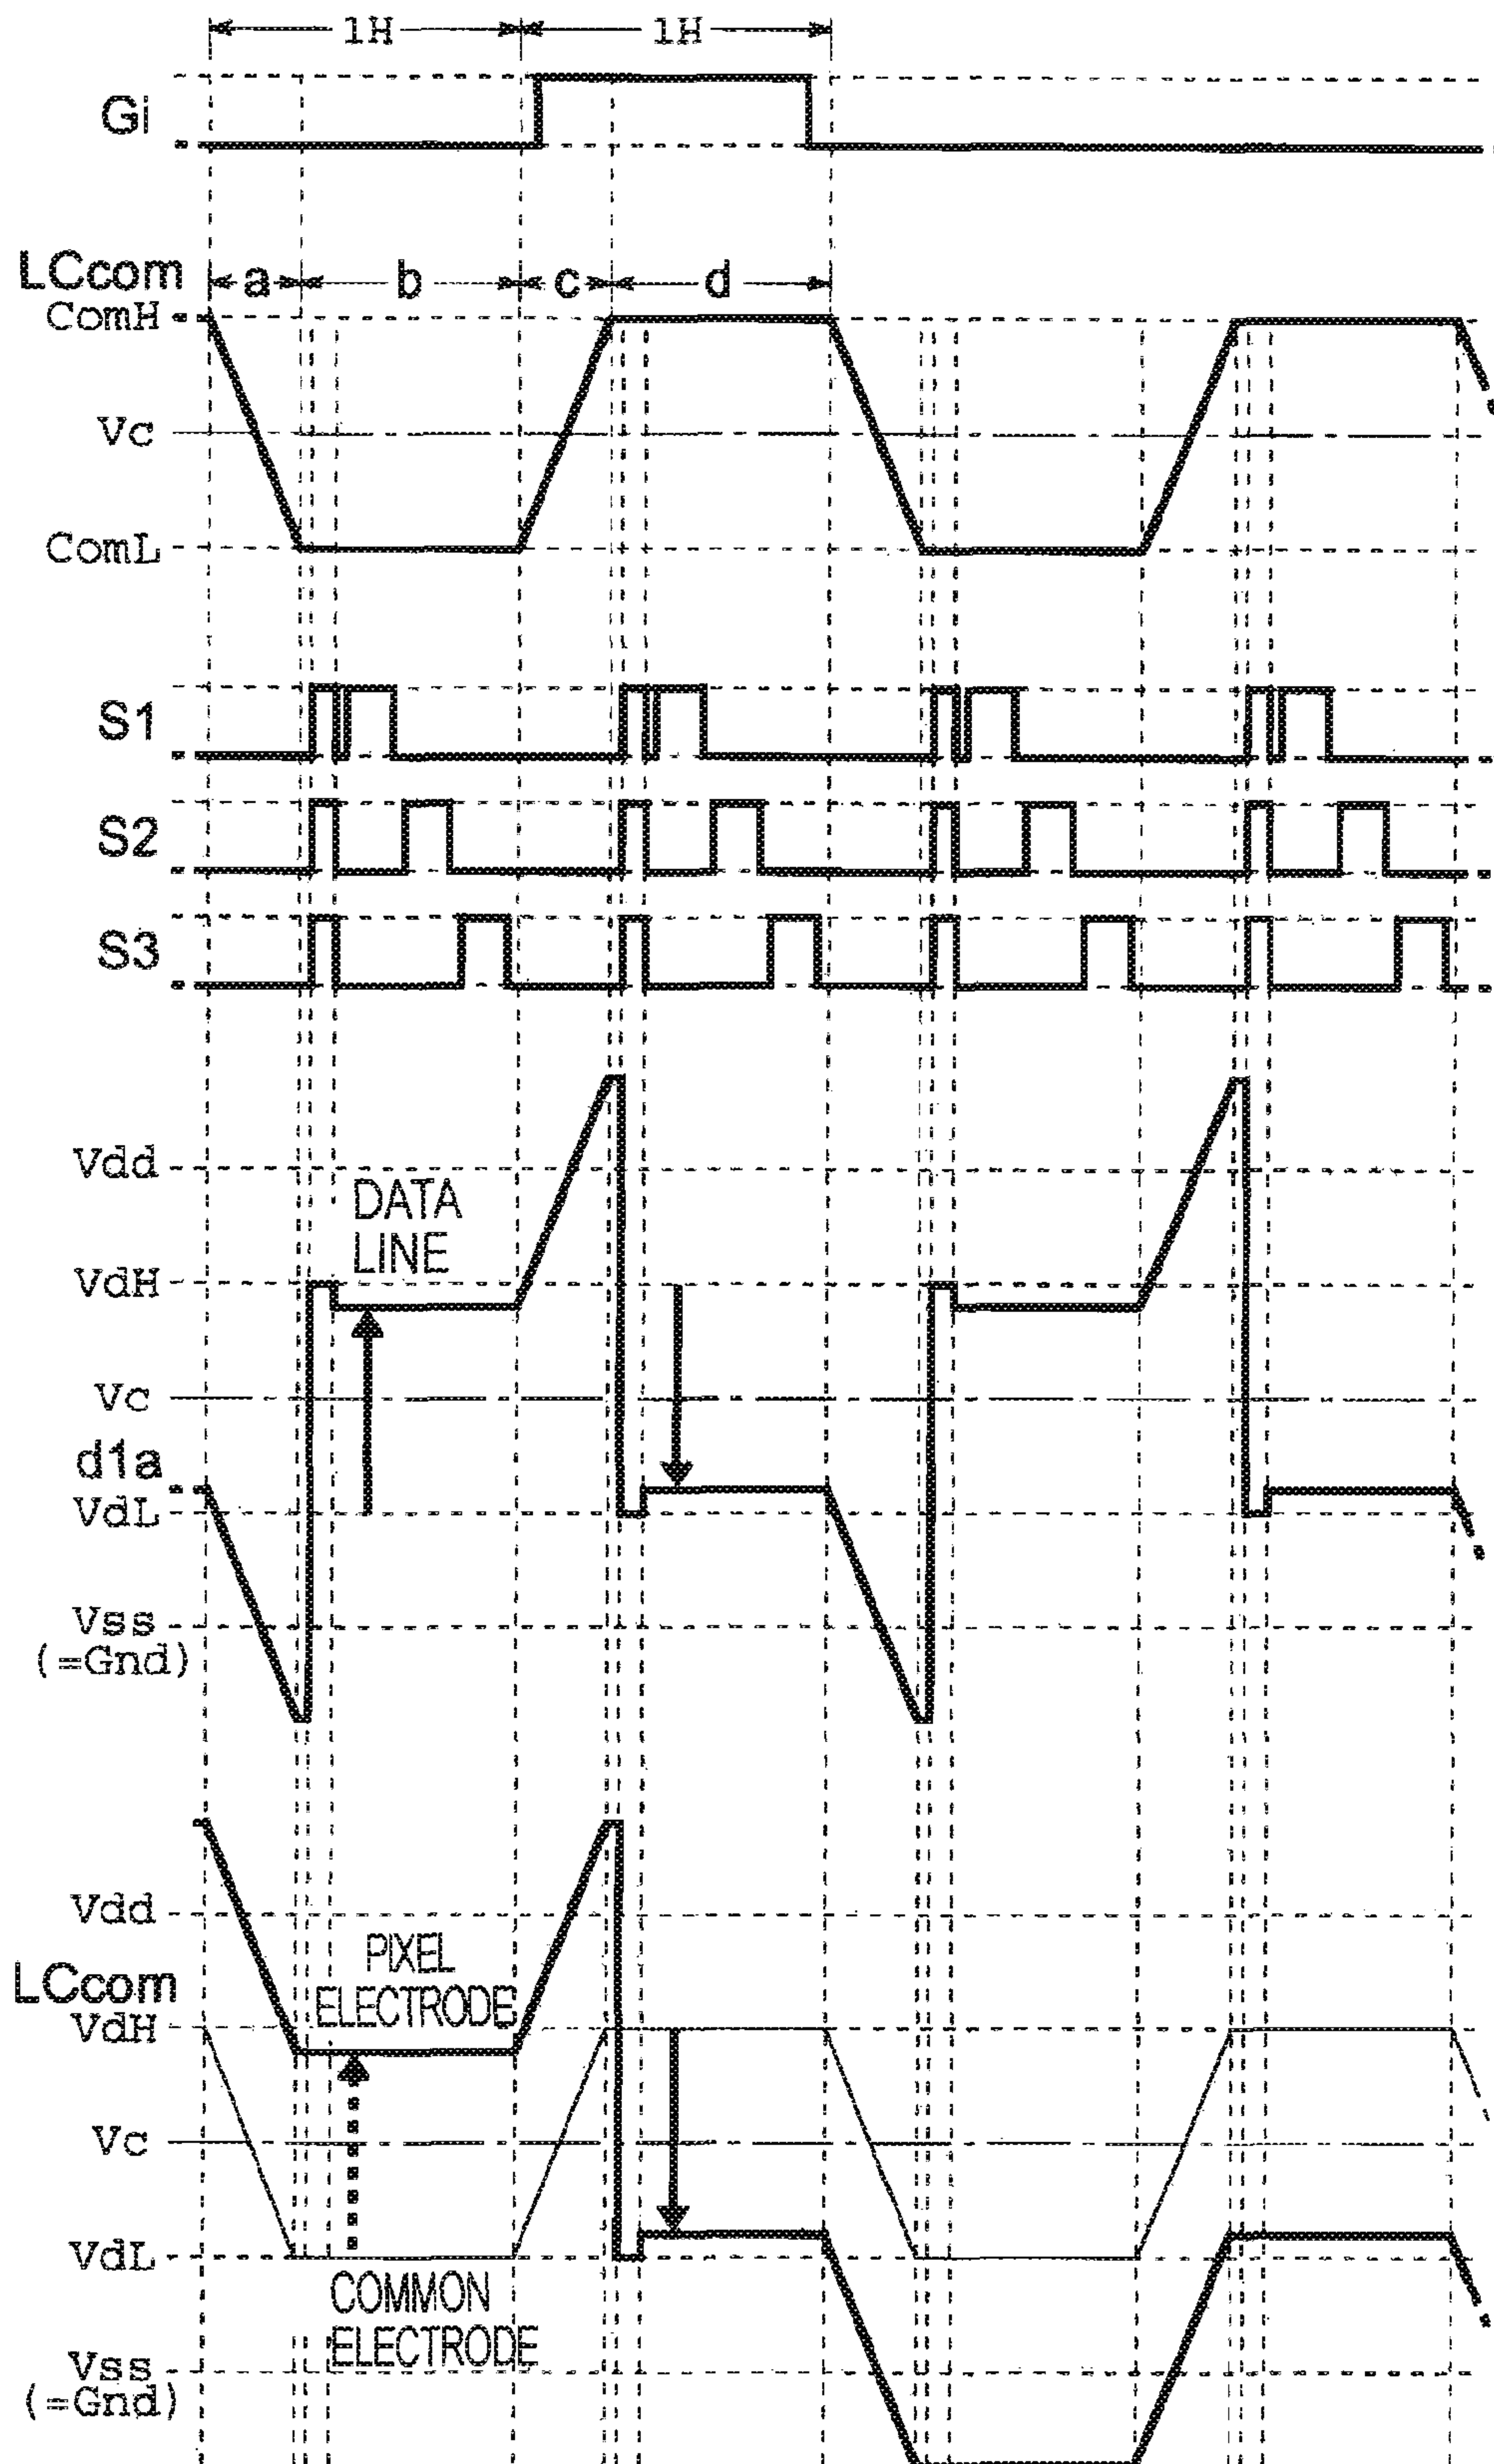 1H 1H
Gi
LCcom
a b c d
ComH
Vc
ComL
S1
S2
S3
Vdd
DATA
LINE
VdH
Vc
d1a
VdL
Vss
(=Gnd)
Vdd
PIXEL
ELECTRODE
LCcom
VdH
Vc
VdL
COMMON
ELECTRODE
Vss
(=Gnd)